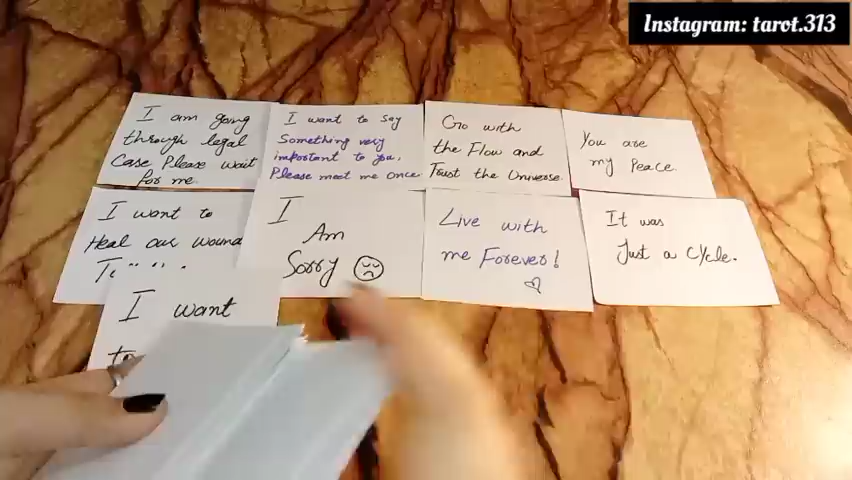 Instagram: tarot.313
I am going
through legal
Case Please wait
for me.
I want to say
Something very
important to you.
Please meet me once
Go with
the Flow and
Trust the Universe.
You are
my Peace.
I want to
Heal our
I
Am
Sorry
Live with
me Forever!
It was
Just a Cycle.
I want